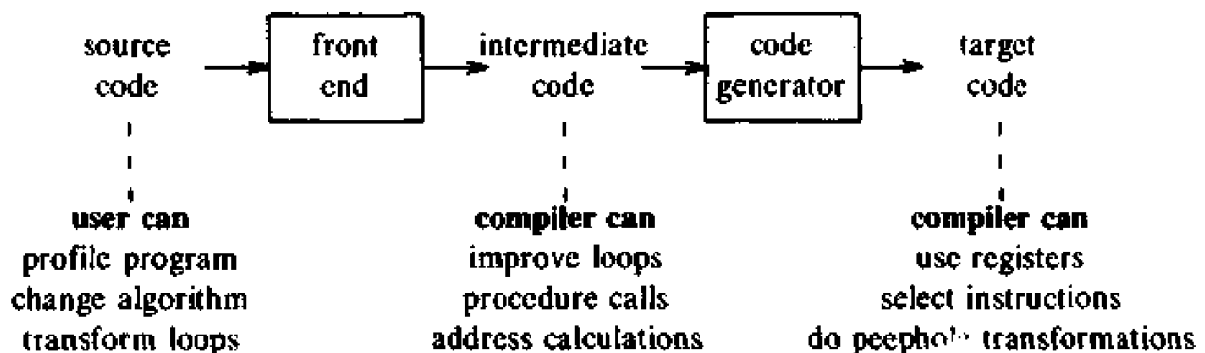 source
code
front
end
intermediate
code
code
generator
target
code
user can
profile program
change algorithm
transform loops
compiler can
improve loops
procedure calls
address calculations
compiler can
use registers
select instructions
do peephole transformations